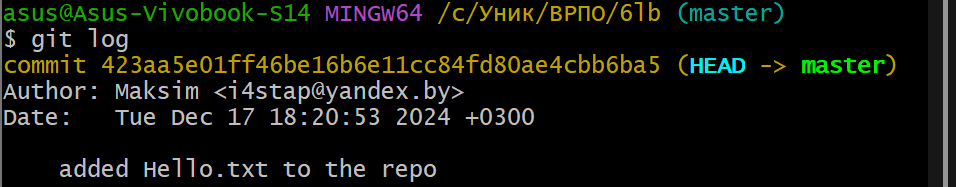 asus@Asus-Vivobook-S14 MINGW64 /c/Уник/ВРПО/6lb (master)
$ git log
commit 423aa5e01ff46be16b6e11cc84fd80ae4cbb6ba5 (HEAD -> master)
Author: Maksim <i4stap@yandex.by>
Date:   Tue Dec 17 18:20:53 2024 +0300
    added Hello.txt to the repo